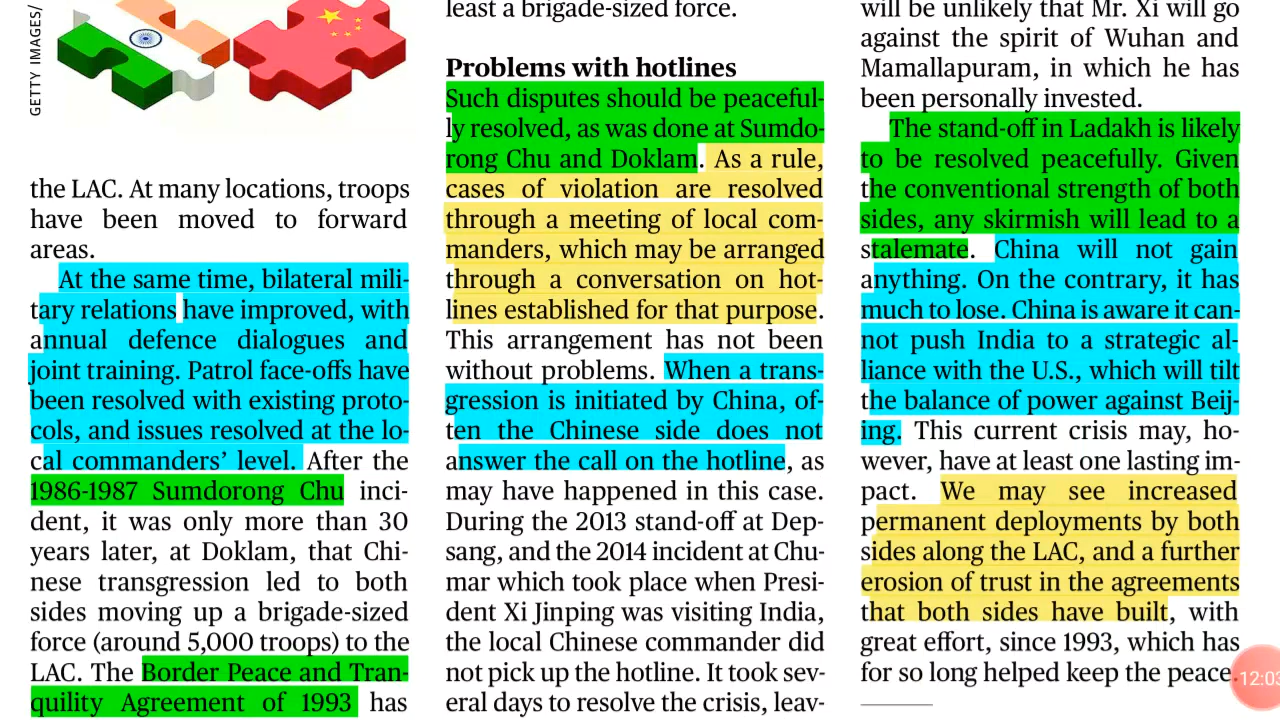 GETTY IMAGES/
the LAC. At many locations, troops
have been moved to forward
areas.
At the same time, bilateral mili-
tary relations have improved, with
annual defence dialogues and
joint training. Patrol face-offs have
been resolved with existing proto-
cols, and issues resolved at the lo-
cal commanders’ level. After the
1986-1987 Sumdorong Chu inci-
dent, it was only more than 30
years later, at Doklam, that Chi-
nese transgression led to both
sides moving up a brigade-sized
force (around 5,000 troops) to the
LAC. The Border Peace and Tran-
quility Agreement of 1993 has
least a brigade-sized force.
Problems with hotlines
Such disputes should be peaceful-
ly resolved, as was done at Sumdo-
rong Chu and Doklam. As a rule,
cases of violation are resolved
through a meeting of local com-
manders, which may be arranged
through a conversation on hot-
lines established for that purpose.
This arrangement has not been
without problems. When a trans-
gression is initiated by China, of-
ten the Chinese side does not
answer the call on the hotline, as
may have happened in this case.
During the 2013 stand-off at Dep-
sang, and the 2014 incident at Chu-
mar which took place when Presi-
dent Xi Jinping was visiting India,
the local Chinese commander did
not pick up the hotline. It took sev-
eral days to resolve the crisis, leav-
will be unlikely that Mr. Xi will go
against the spirit of Wuhan and
Mamallapuram, in which he has
been personally invested.
The stand-off in Ladakh is likely
to be resolved peacefully. Given
the conventional strength of both
sides, any skirmish will lead to a
stalemate. China will not gain
anything. On the contrary, it has
much to lose. China is aware it can-
not push India to a strategic al-
liance with the U.S., which will tilt
the balance of power against Beij-
ing. This current crisis may, ho-
wever, have at least one lasting im-
pact. We may see increased
permanent deployments by both
sides along the LAC, and a further
erosion of trust in the agreements
that both sides have built, with
great effort, since 1993, which has
for so long helped keep the peace.
12:03